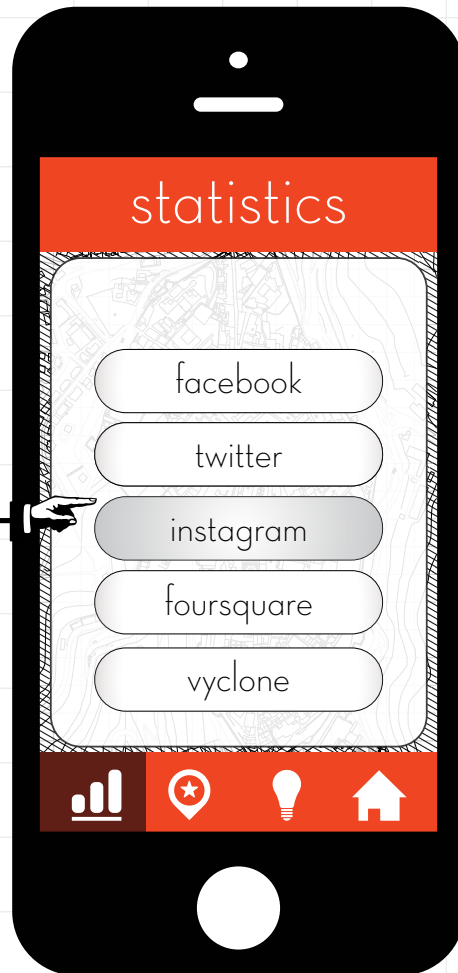 statistics
facebook
twitter
instagram
foursquare
vyclone